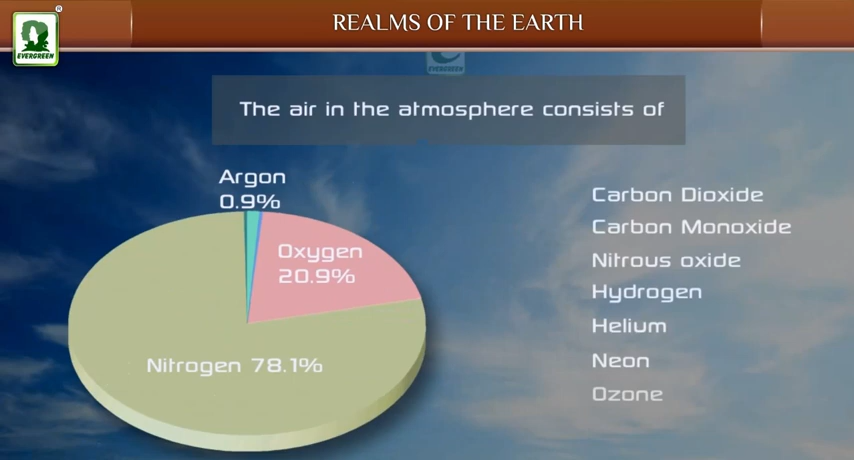 REALMS OF THE EARTH
EVERGREEN
EVERGREEN
The air in the atmosphere consists of
Argon
0.9%
Oxygen
20.9%
Nitrogen 78.1%
Carbon Dioxide
Carbon Monoxide
Nitrous oxide
Hydrogen
Helium
Neon
Ozone